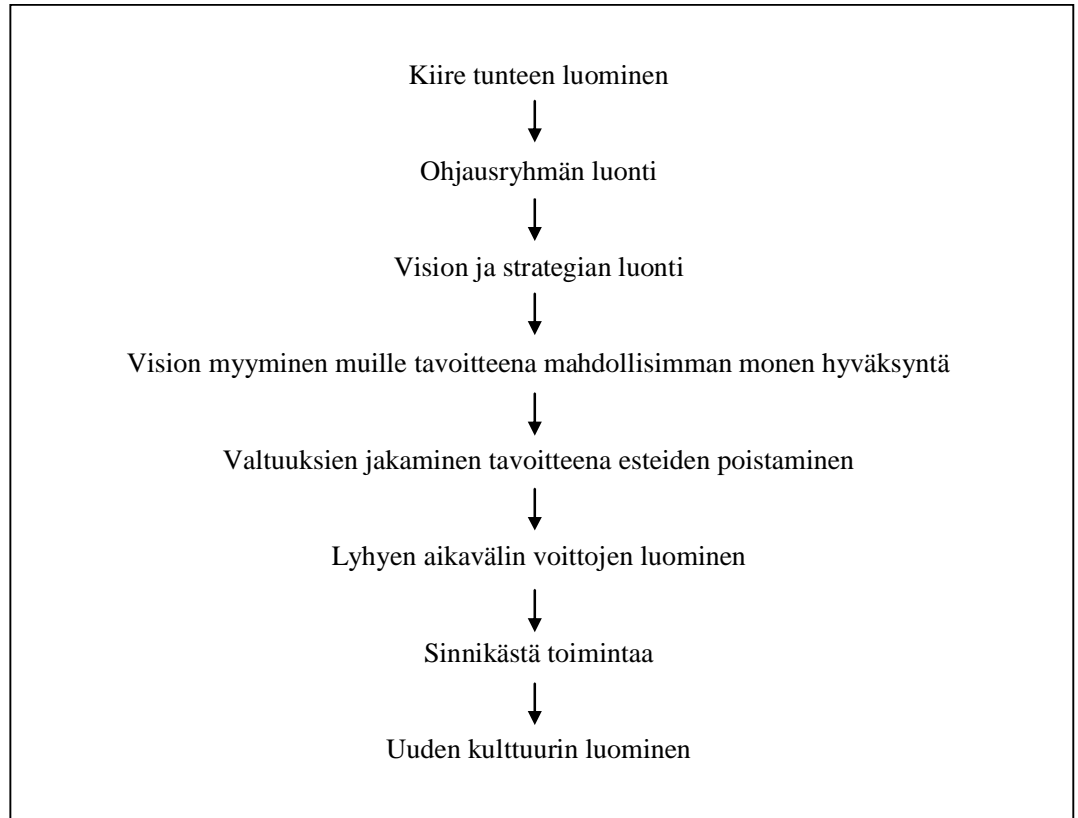 Kiire tunteen luominen
Ohjausryhmän luonti
Vision ja strategian luonti
Vision myyminen muille tavoitteena mahdollisimman monen hyväksyntä
Valtuuksien jakaminen tavoitteena esteiden poistaminen
Lyhyen aikavälin voittojen luominen
Sinnikästä toimintaa
Uuden kulttuurin luominen